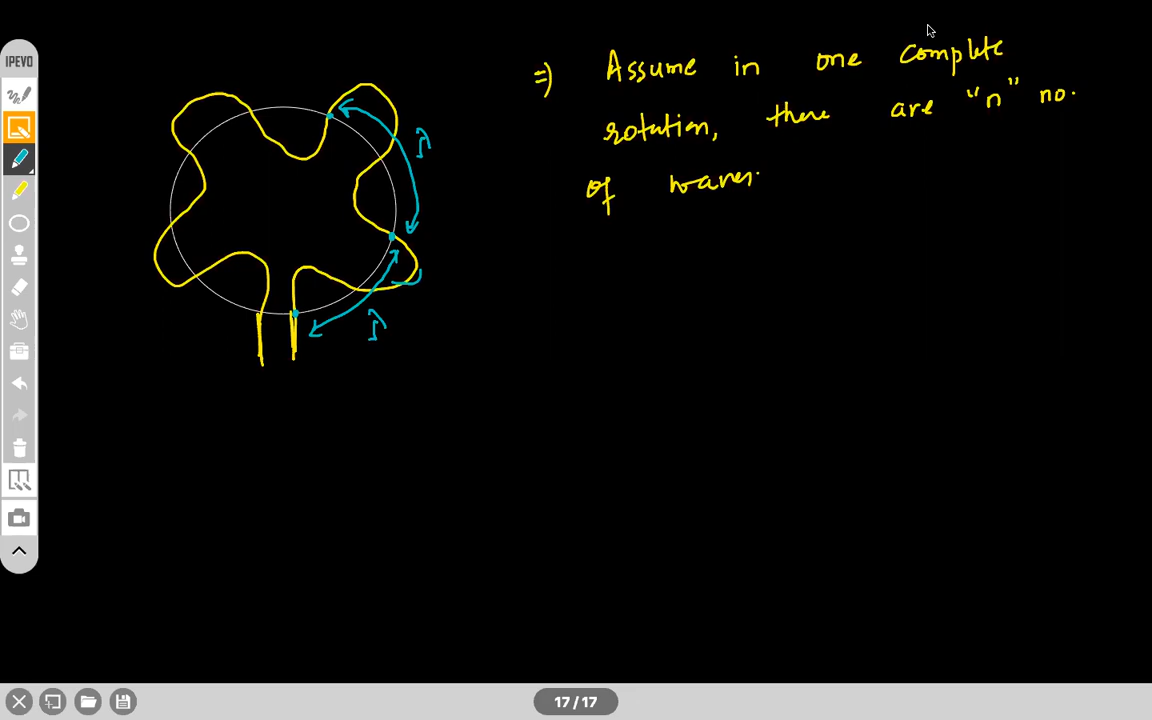 IPEVO
=) Assume in one complete
rotation, there are "n" no.
of waves.
λ
λ
17/17